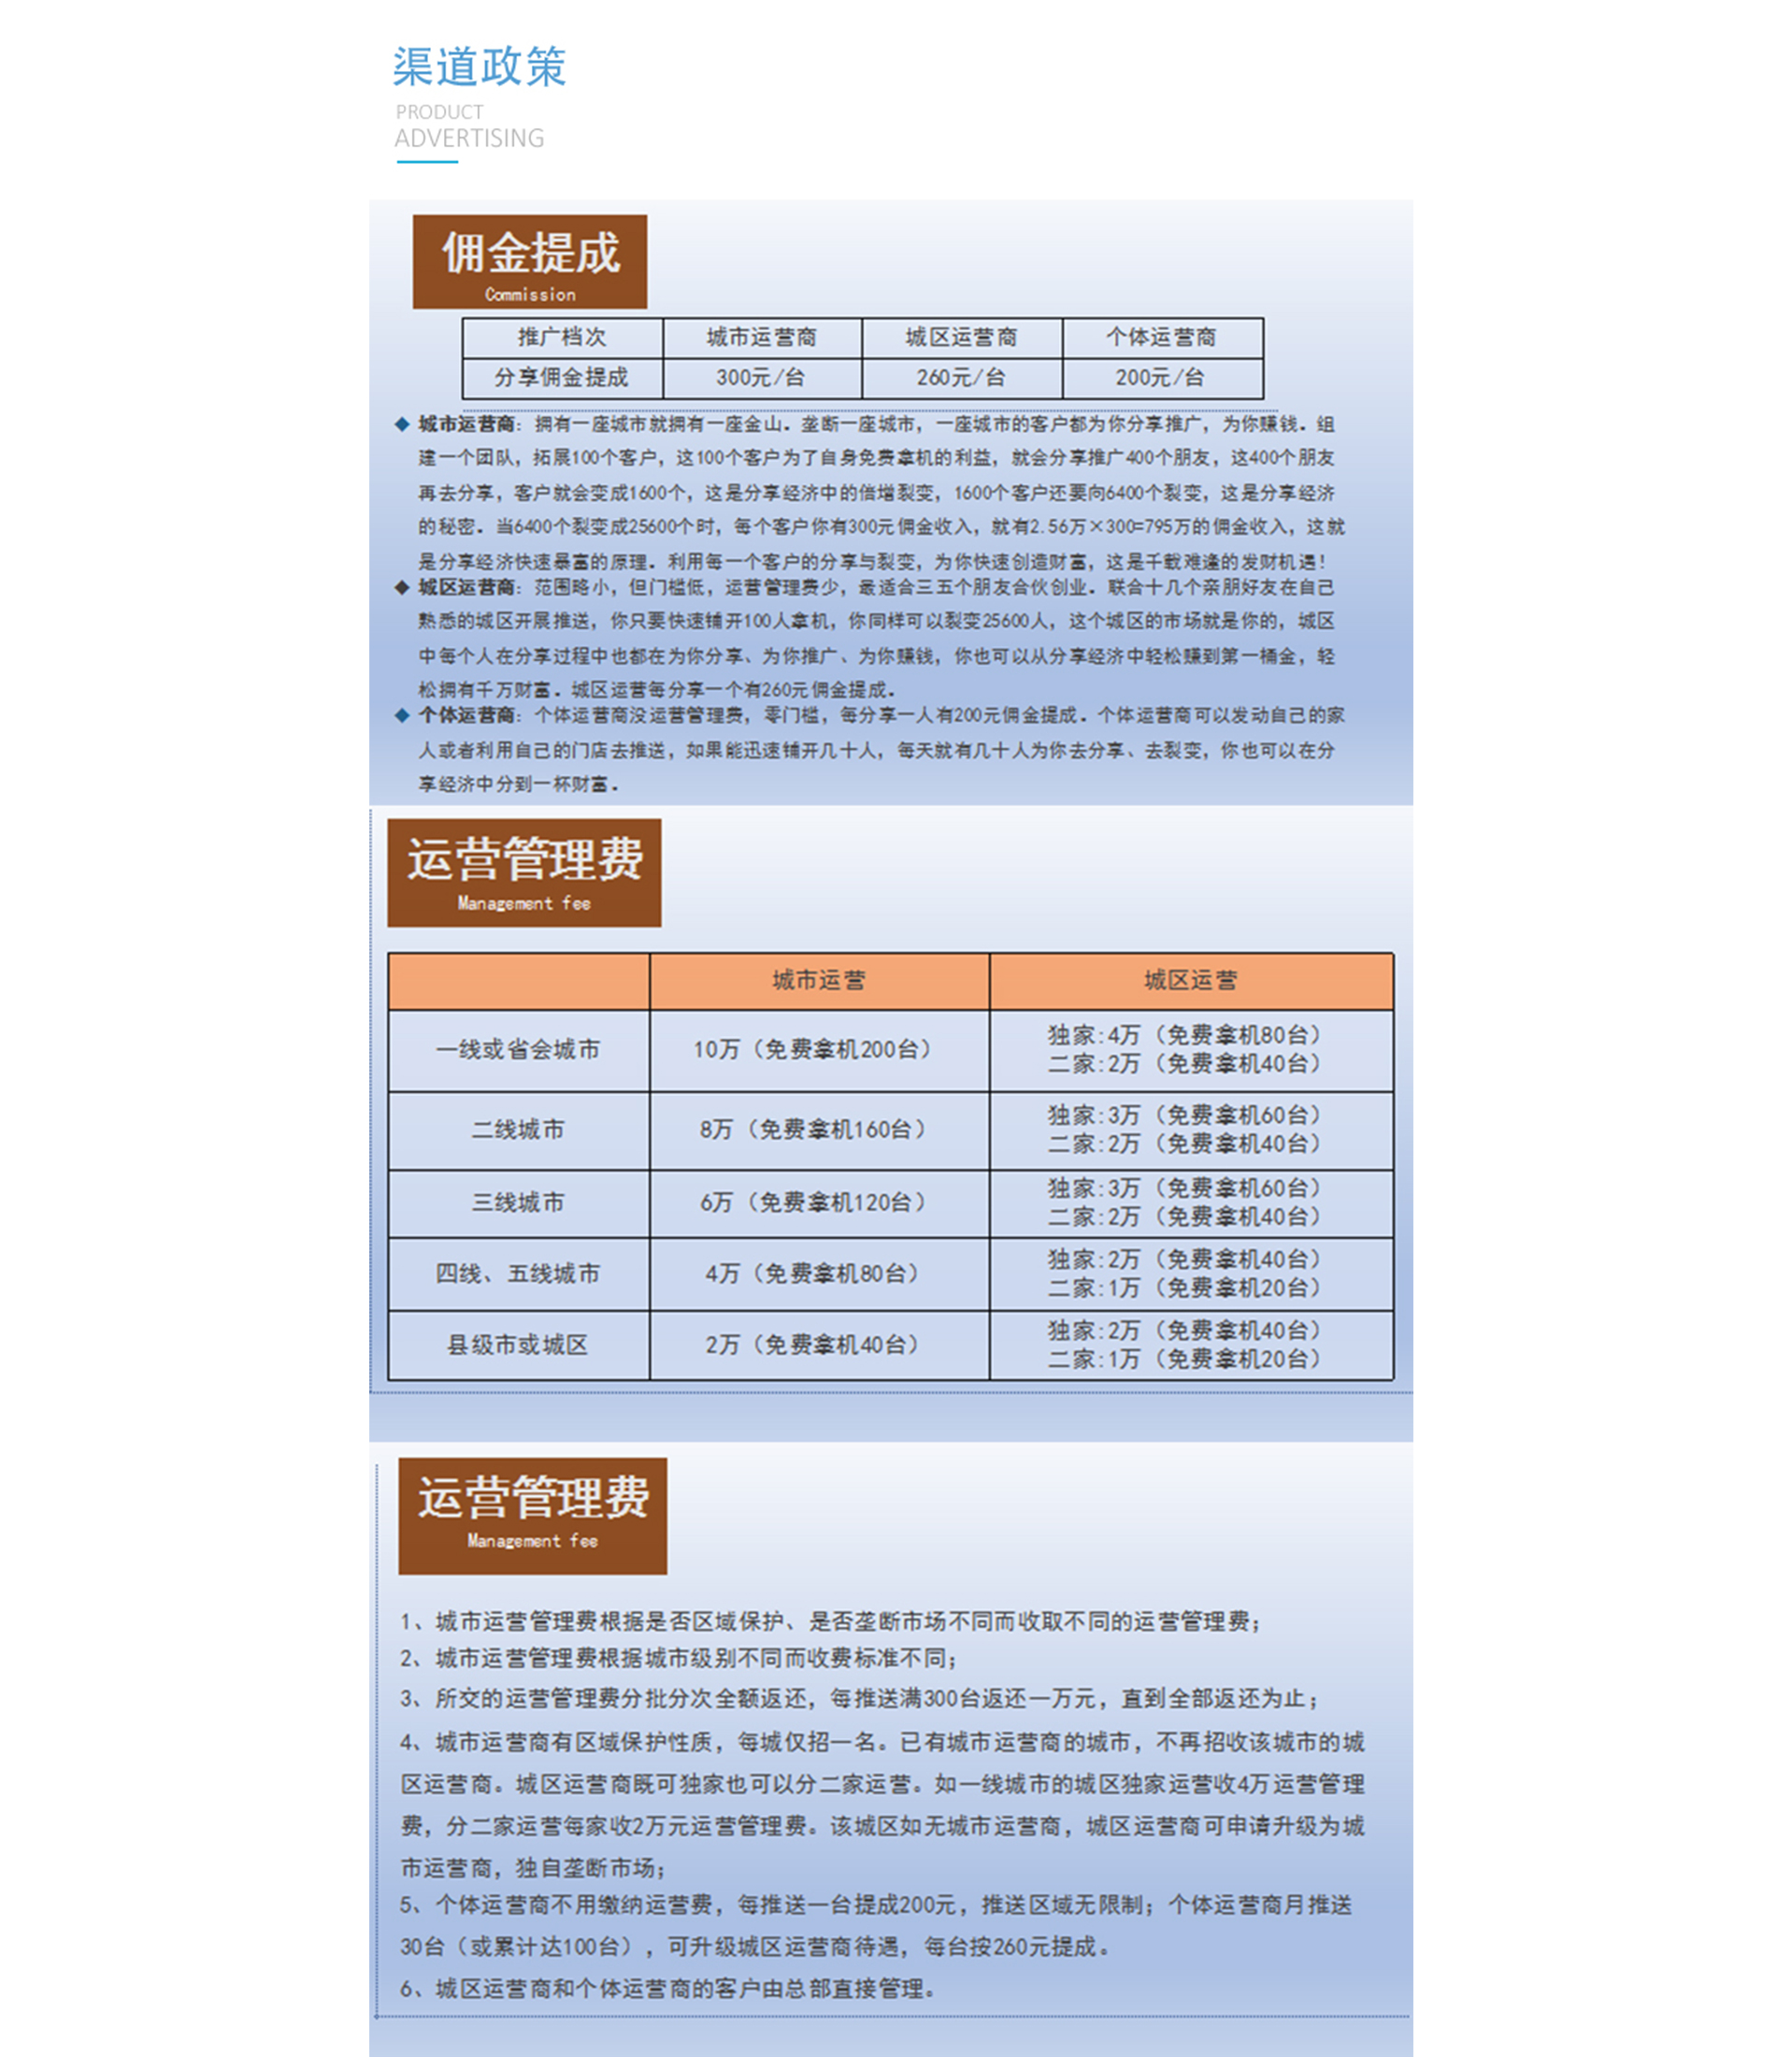 渠道政策
PRODUCT
ADVERTISING
佣金提成
Commission
推广档次 城市运营商 城区运营商 个体运营商
分享佣金提成 300元/台 260元/台 200元/台
◆ 城市运营商：拥有一座城市就拥有一座金山。垄断一座城市，一座城市的客户都为你分享推广，为你赚钱。组
建一个团队，拓展100个客户，这100个客户为了自身免费拿机的利益，就会分享推广400个朋友，这400个朋友
再去分享，客户就会变成1600个，这是分享经济中的倍增裂变，1600个客户还要向6400个裂变，这是分享经济
的秘密。当6400个裂变成25600个时，每个客户你有300元佣金收入，就有2.56万×300=795万的佣金收入，这就
是分享经济快速暴富的原理。利用每一个客户的分享与裂变，为你快速创造财富，这是千载难逢的发财机遇！
◆ 城区运营商：范围略小，但门槛低，运营管理费少，最适合三五个朋友合伙创业。联合十几个亲朋好友在自己
熟悉的城区开展推送，你只要快速铺开100人拿机，你同样可以裂变25600人，这个城区的市场就是你的，城区
中每个人在分享过程中也都在为你分享、为你推广、为你赚钱，你也可以从分享经济中轻松赚到第一桶金，轻
松拥有千万财富。城区运营每分享一个有260元佣金提成。
◆ 个体运营商：个体运营商没运营管理费，零门槛，每分享一人有200元佣金提成。个体运营商可以发动自己的家
人或者利用自己的门店去推送，如果能迅速铺开几十人，每天就有几十人为你去分享、去裂变，你也可以在分
享经济中分到一杯财富。
运营管理费
Management fee
城市运营 城区运营
一线或省会城市 10万（免费拿机200台） 独家:4万（免费拿机80台）
二家:2万（免费拿机40台）
二线城市 8万（免费拿机160台） 独家:3万（免费拿机60台）
二家:2万（免费拿机40台）
三线城市 6万（免费拿机120台） 独家:3万（免费拿机60台）
二家:2万（免费拿机40台）
四线、五线城市 4万（免费拿机80台） 独家:2万（免费拿机40台）
二家:1万（免费拿机20台）
县级市或城区 2万（免费拿机40台） 独家:2万（免费拿机40台）
二家:1万（免费拿机20台）
运营管理费
Management fee
1、城市运营管理费根据是否区域保护、是否垄断市场不同而收取不同的运营管理费；
2、城市运营管理费根据城市级别不同而收费标准不同；
3、所交的运营管理费分批分次全额返还，每推送满300台返还一万元，直到全部返还为止；
4、城市运营商有区域保护性质，每城仅招一名。已有城市运营商的城市，不再招收该城市的城
区运营商。城区运营商既可独家也可以分二家运营。如一线城市的城区独家运营收4万运营管理
费，分二家运营每家收2万元运营管理费。该城区如无城市运营商，城区运营商可申请升级为城
市运营商，独自垄断市场；
5、个体运营商不用缴纳运营费，每推送一台提成200元，推送区域无限制；个体运营商月推送
30台（或累计达100台），可升级城区运营商待遇，每台按260元提成。
6、城区运营商和个体运营商的客户由总部直接管理。